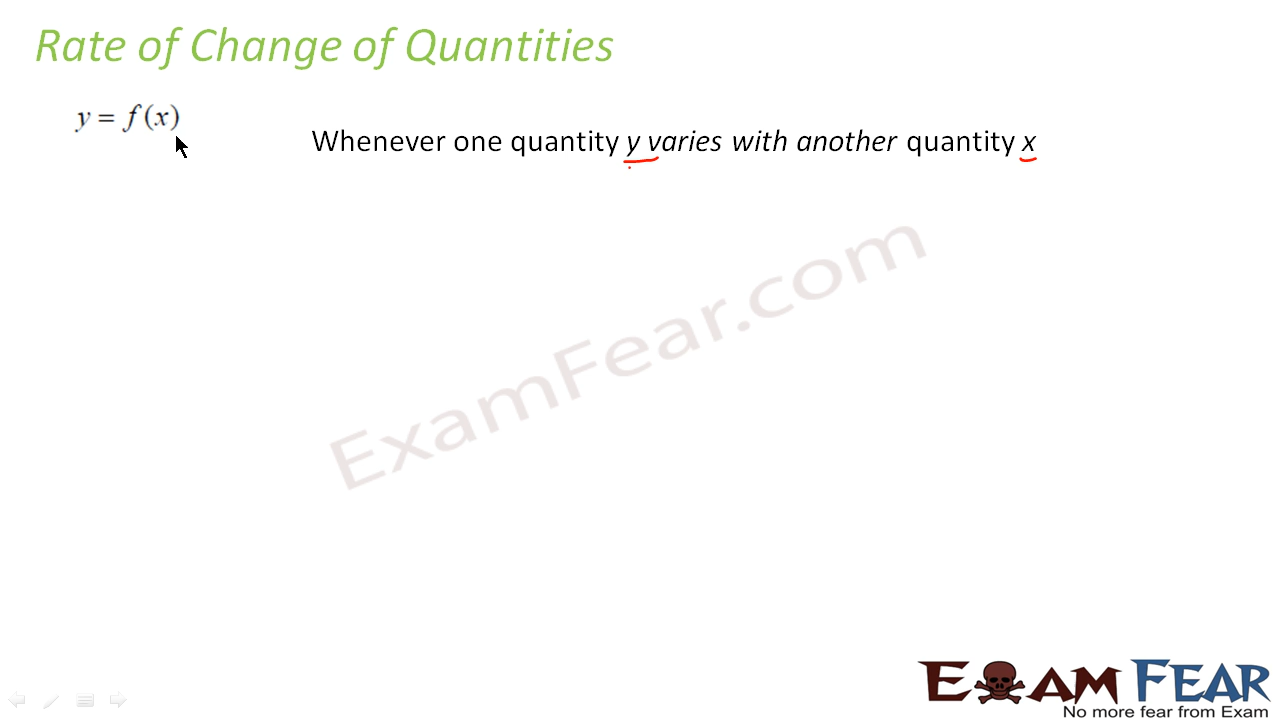 Rate of Change of Quantities
y = f(x)
Whenever one quantity y varies with another quantity x
ExamFear.com
EXAM FEAR
No more fear from Exam